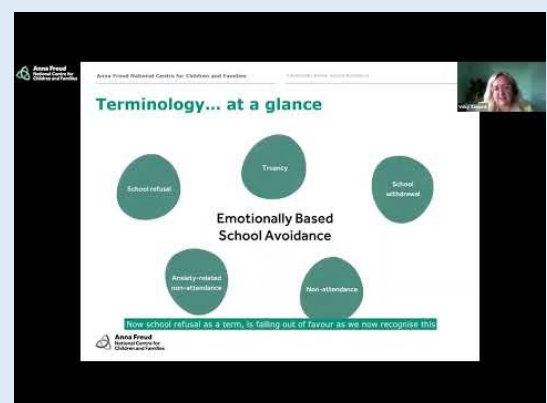 Anna Freud
National Centre for
Children and Families
Anna Freud National Centre for Children and Families
Terminology... at a glance
School refusal
Truancy
School
withdrawal
Emotionally Based
School Avoidance
Anxiety-related
non-attendance
Non-attendance
Now school refusal as a term, is falling out of favour as we now recognise this
Anna Freud
National Centre for
Children and Families